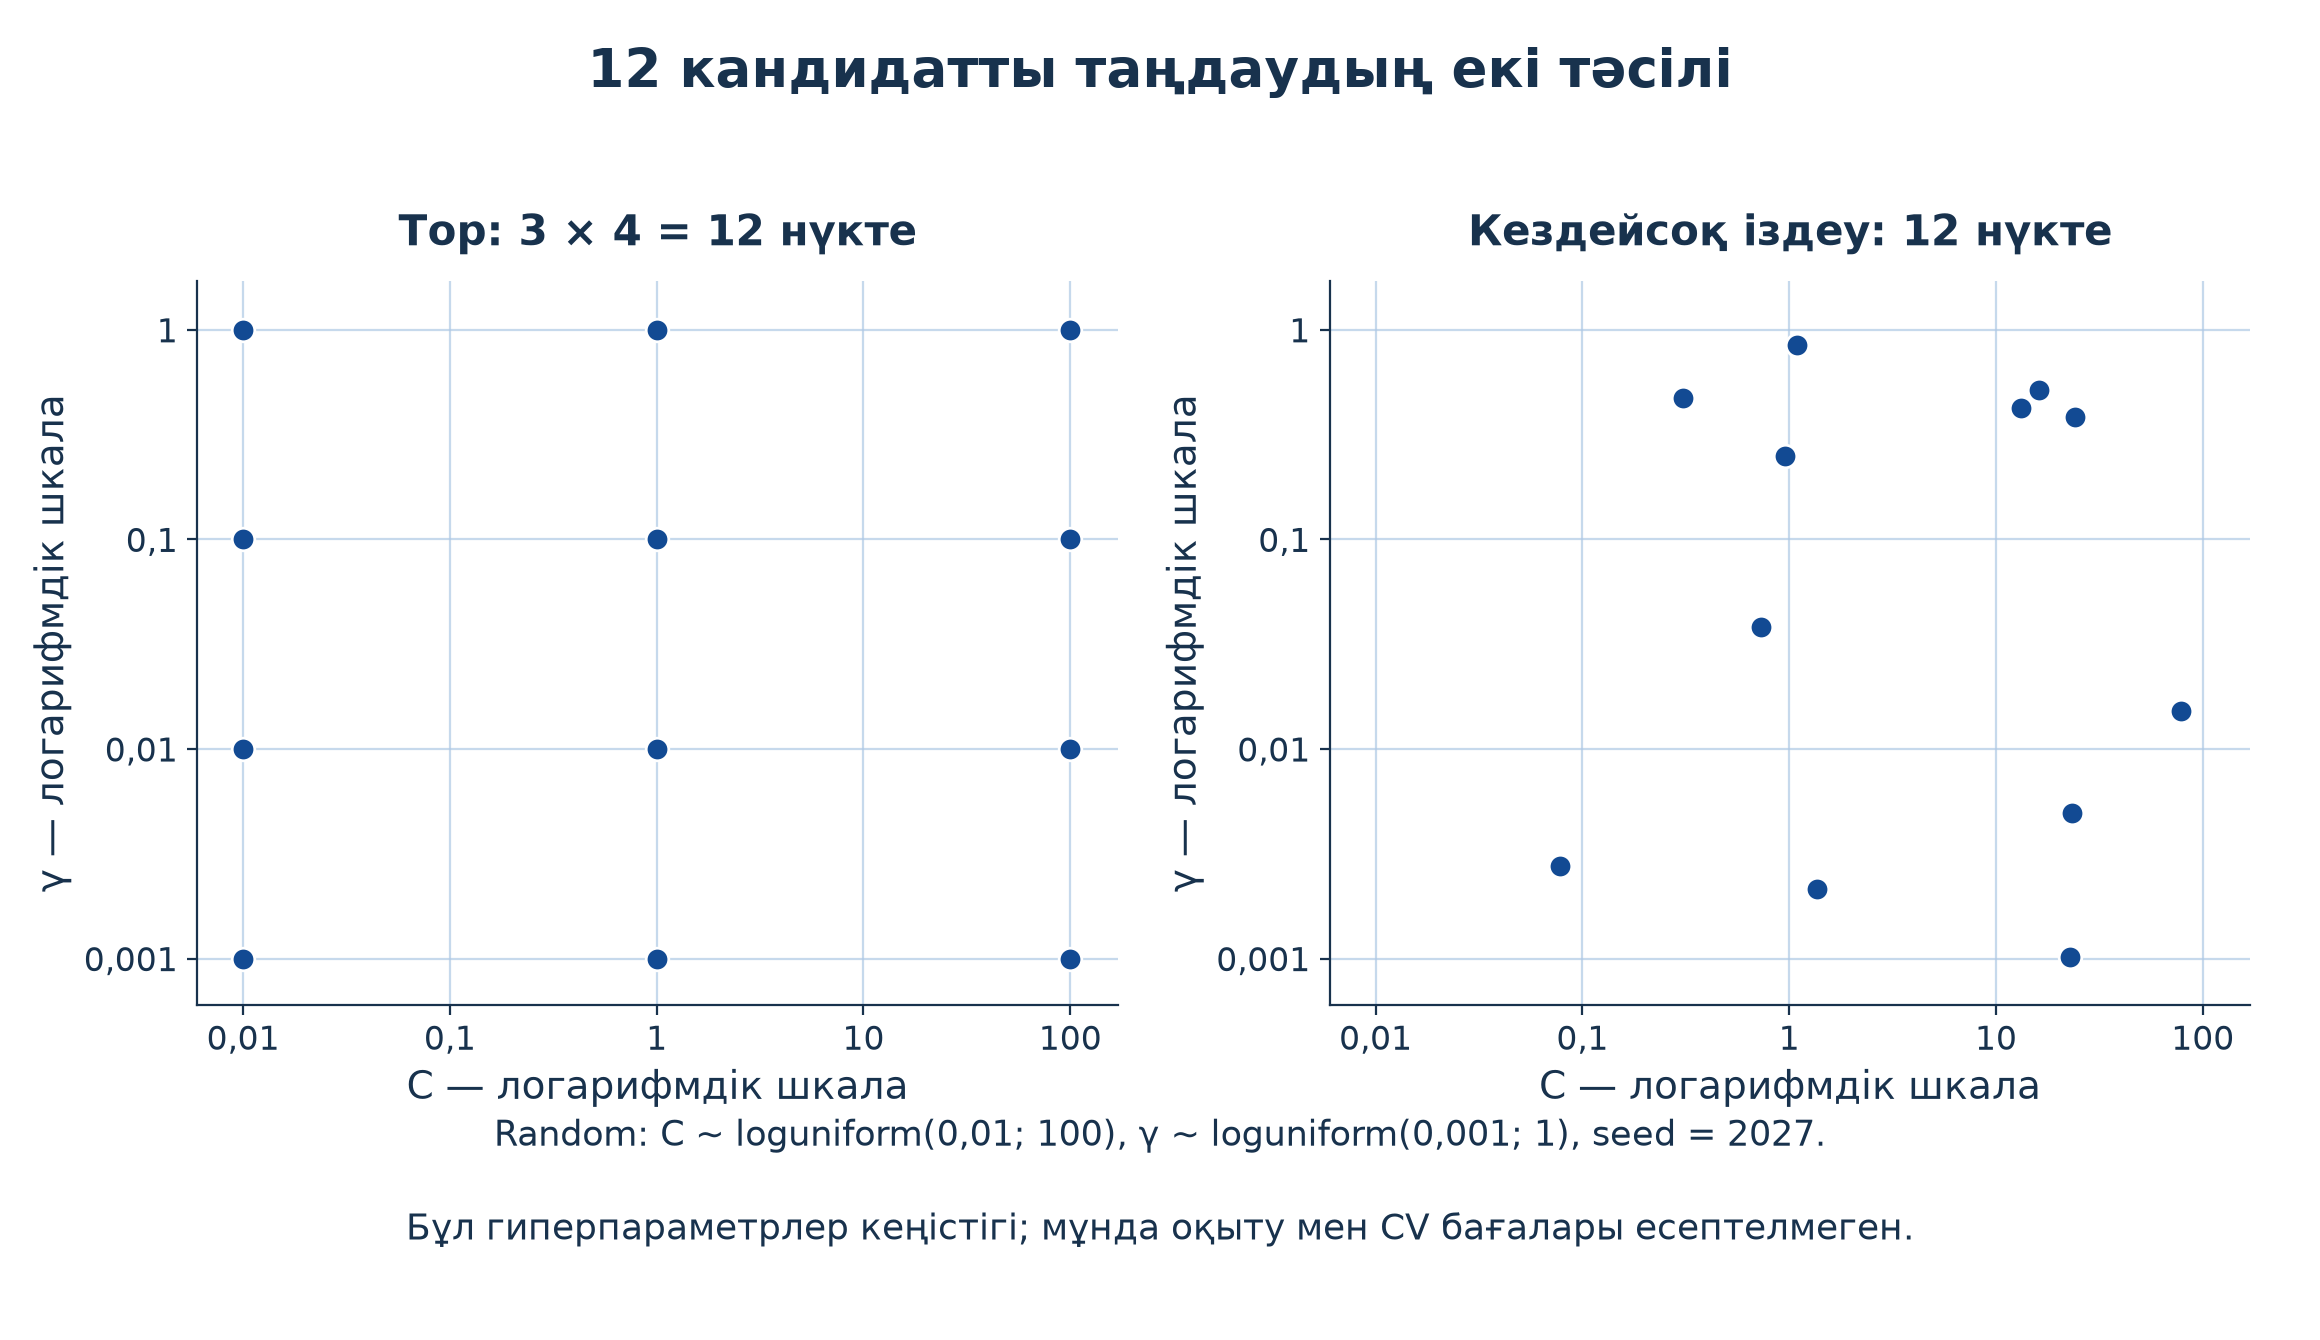 12 кандидатты таңдаудың екі тәсілі
Тор: 3 × 4 = 12 нүкте
γ — логарифмдік шкала
1
0,1
0,01
0,001
0,01
0,1
1
10
100
C — логарифмдік шкала
Кездейсоқ іздеу: 12 нүкте
γ — логарифмдік шкала
1
0,1
0,01
0,001
0,01
0,1
1
10
100
C — логарифмдік шкала
Random: C ~ loguniform(0,01; 100), γ ~ loguniform(0,001; 1), seed = 2027.
Бұл гиперпараметрлер кеңістігі; мұнда оқыту мен CV бағалары есептелмеген.